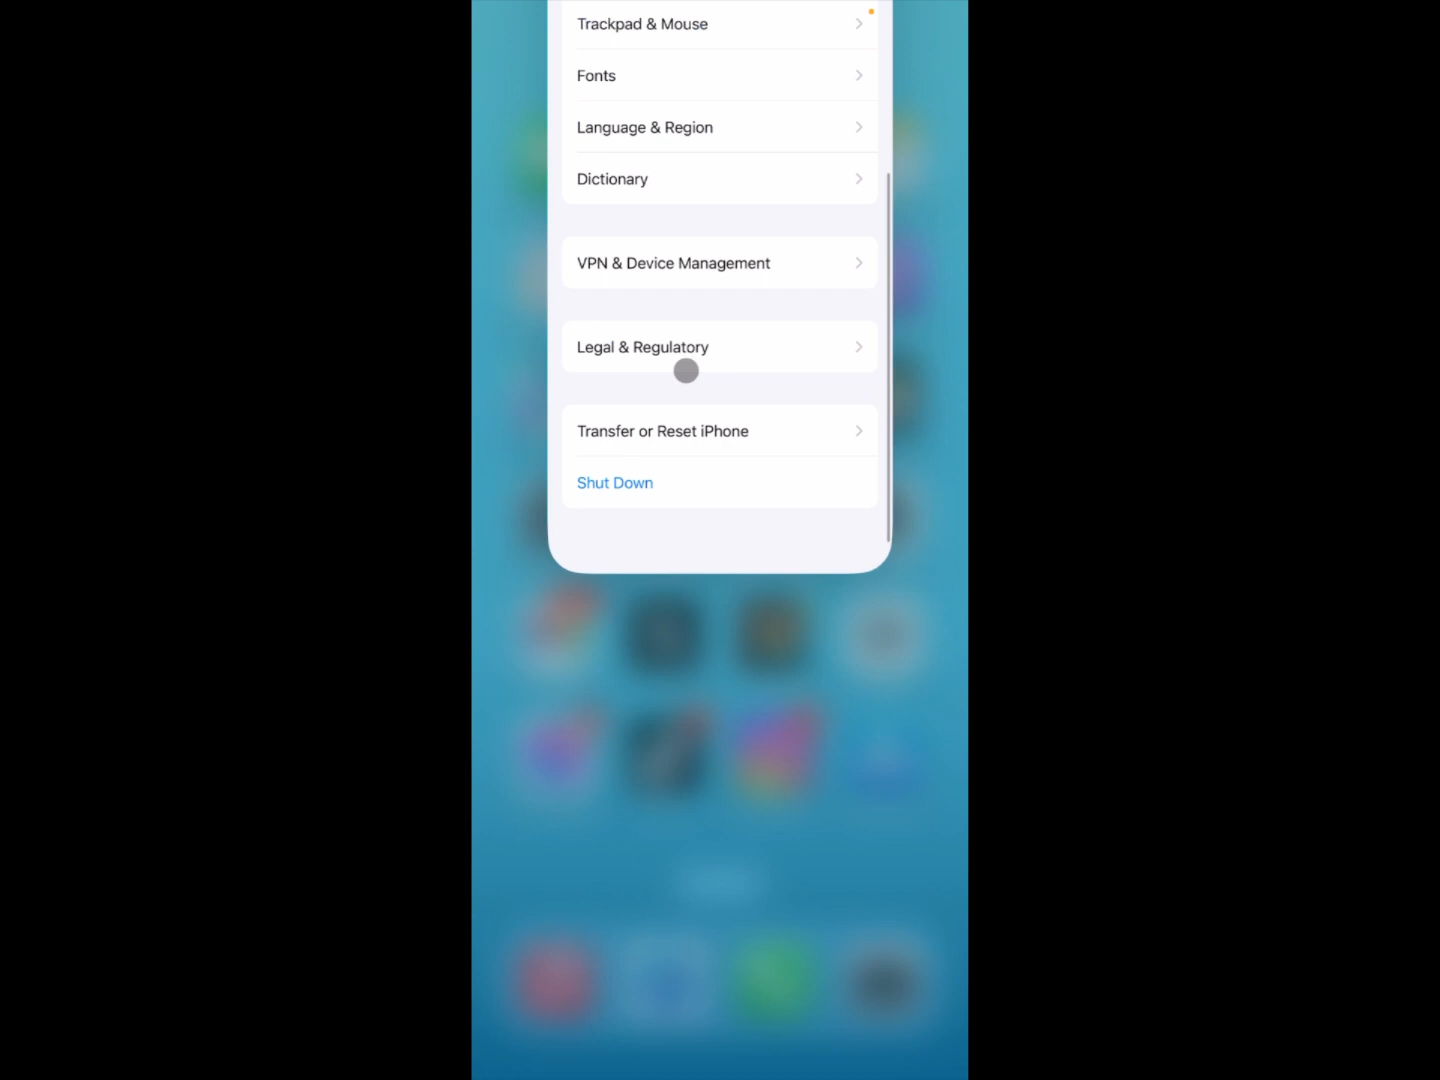 Trackpad & Mouse
Fonts
Language & Region
Dictionary
VPN & Device Management
Legal & Regulatory
Transfer or Reset iPhone
Shut Down